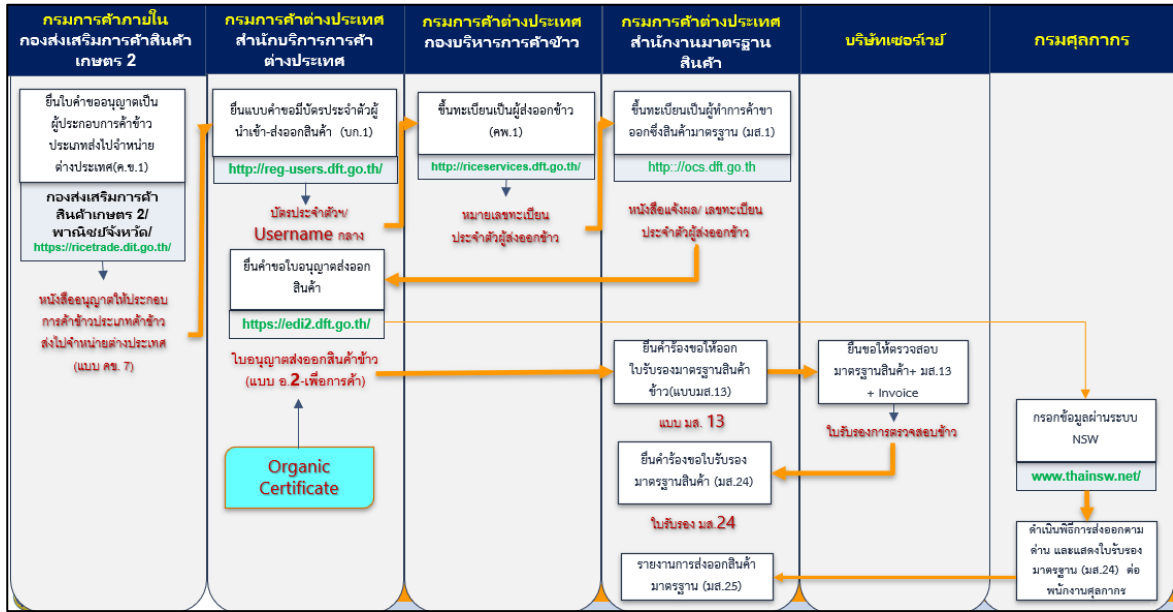 กรมการค้าภายใน
กองส่งเสริมการค้าสินค้า
เกษตร 2
กรมการค้าต่างประเทศ
สำนักบริการการค้า
ต่างประเทศ
กรมการค้าต่างประเทศ
กองบริหารการค้าข้าว
กรมการค้าต่างประเทศ
สำนักงานมาตรฐาน
สินค้า
บริษัทเซอร์เวย์
กรมศุลกากร
ยื่นใบคำขออนุญาตเป็น
ผู้ประกอบการค้าข้าว
ประเภทส่งไปจำหน่าย
ต่างประเทศ(ค.ข.1)
กองส่งเสริมการค้า
สินค้าเกษตร 2/
พาณิชย์จังหวัด/
https://ricetrade.dit.go.th/
หนังสืออนุญาตให้ประกอบ
การค้าข้าวประเภทค้าข้าว
ส่งไปจำหน่ายต่างประเทศ
(แบบ คข. 7)
ยื่นแบบคำขอมีบัตรประจำตัวผู้
นำเข้า-ส่งออกสินค้า (บก.1)
http://reg-users.dft.go.th/
บัตรประจำตัวฯ/
Username กลาง
ยื่นคำขอใบอนุญาตส่งออก
สินค้า
https://edi2.dft.go.th/
ใบอนุญาตส่งออกสินค้าข้าว
(แบบ อ.2-เพื่อการค้า)
Organic
Certificate
ขึ้นทะเบียนเป็นผู้ส่งออกข้าว
(คพ.1)
http://riceservices.dft.go.th/
หมายเลขทะเบียน
ประจำตัวผู้ส่งออกข้าว
ขึ้นทะเบียนเป็นผู้ทำการค้าขา
ออกซึ่งสินค้ามาตรฐาน (มส.1)
http:://ocs.dft.go.th
หนังสือแจ้งผล/ เลขทะเบียน
ประจำตัวผู้ส่งออกข้าว
ยื่นคำร้องขอให้ออก
ใบรับรองมาตรฐานสินค้า
ข้าว(แบบมส.13)
แบบ มส. 13
ยื่นคำร้องขอใบรับรอง
มาตรฐานสินค้า (มส.24)
ใบรับรอง มส.24
รายงานการส่งออกสินค้า
มาตรฐาน (มส.25)
ยื่นขอให้ตรวจสอบ
มาตรฐานสินค้า+ มส.13
+ Invoice
ใบรับรองการตรวจสอบข้าว
กรอกข้อมูลผ่านระบบ
NSW
www.thainsw.net/
ดำเนินพิธีการส่งออกตาม
ด่าน และแสดงใบรับรอง
มาตรฐาน (มส.24) ต่อ
พนักงานศุลกากร